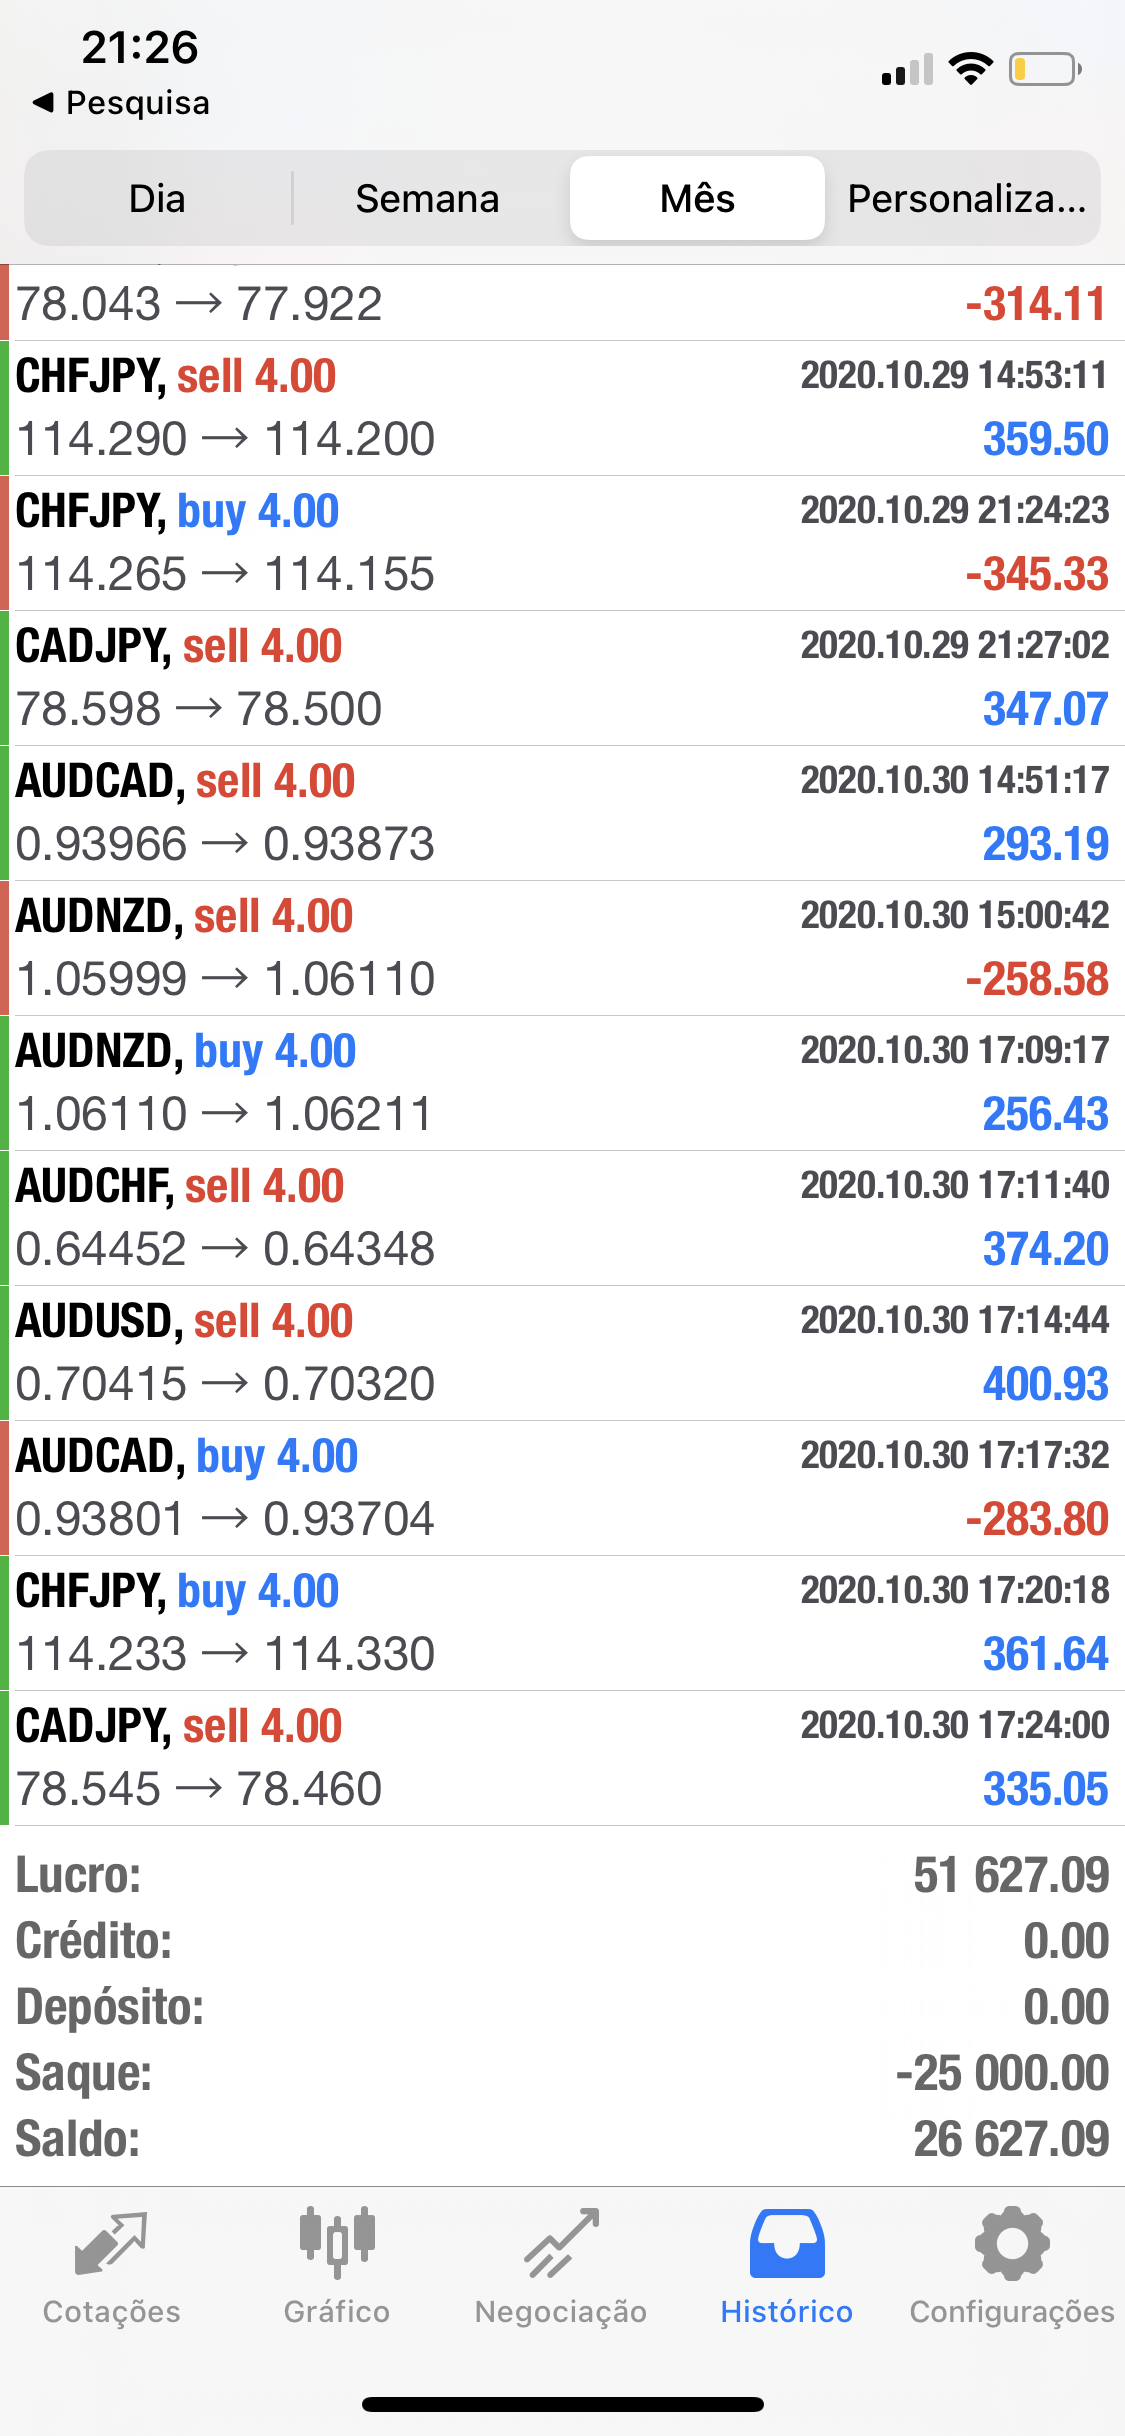 21:26
◀ Pesquisa
Dia Semana Mês Personaliza...
78.043 → 77.922 -314.11
CHFJPY, sell 4.00 2020.10.29 14:53:11
114.290 → 114.200 359.50
CHFJPY, buy 4.00 2020.10.29 21:24:23
114.265 → 114.155 -345.33
CADJPY, sell 4.00 2020.10.29 21:27:02
78.598 → 78.500 347.07
AUDCAD, sell 4.00 2020.10.30 14:51:17
0.93966 → 0.93873 293.19
AUDNZD, sell 4.00 2020.10.30 15:00:42
1.05999 → 1.06110 -258.58
AUDNZD, buy 4.00 2020.10.30 17:09:17
1.06110 → 1.06211 256.43
AUDCHF, sell 4.00 2020.10.30 17:11:40
0.64452 → 0.64348 374.20
AUDUSD, sell 4.00 2020.10.30 17:14:44
0.70415 → 0.70320 400.93
AUDCAD, buy 4.00 2020.10.30 17:17:32
0.93801 → 0.93704 -283.80
CHFJPY, buy 4.00 2020.10.30 17:20:18
114.233 → 114.330 361.64
CADJPY, sell 4.00 2020.10.30 17:24:00
78.545 → 78.460 335.05
Lucro: 51 627.09
Crédito: 0.00
Depósito: 0.00
Saque: -25 000.00
Saldo: 26 627.09
Cotações Gráfico Negociação Histórico Configurações